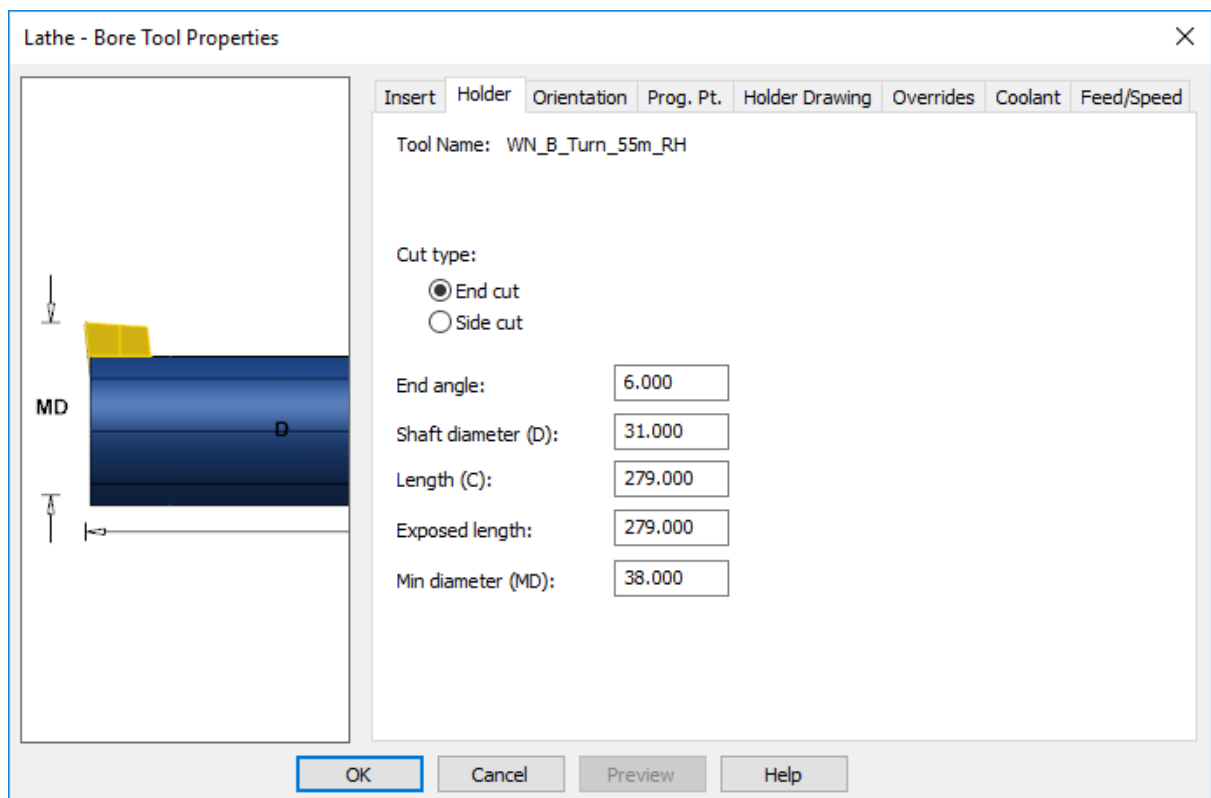 Lathe - Bore Tool Properties
Insert Holder Orientation Prog. Pt. Holder Drawing Overrides Coolant Feed/Speed
Tool Name: WN_B_Turn_55m_RH
Cut type:
End cut
Side cut
MD
D
End angle: 6.000
Shaft diameter (D): 31.000
Length (C): 279.000
Exposed length: 279.000
Min diameter (MD): 38.000
OK Cancel Preview Help